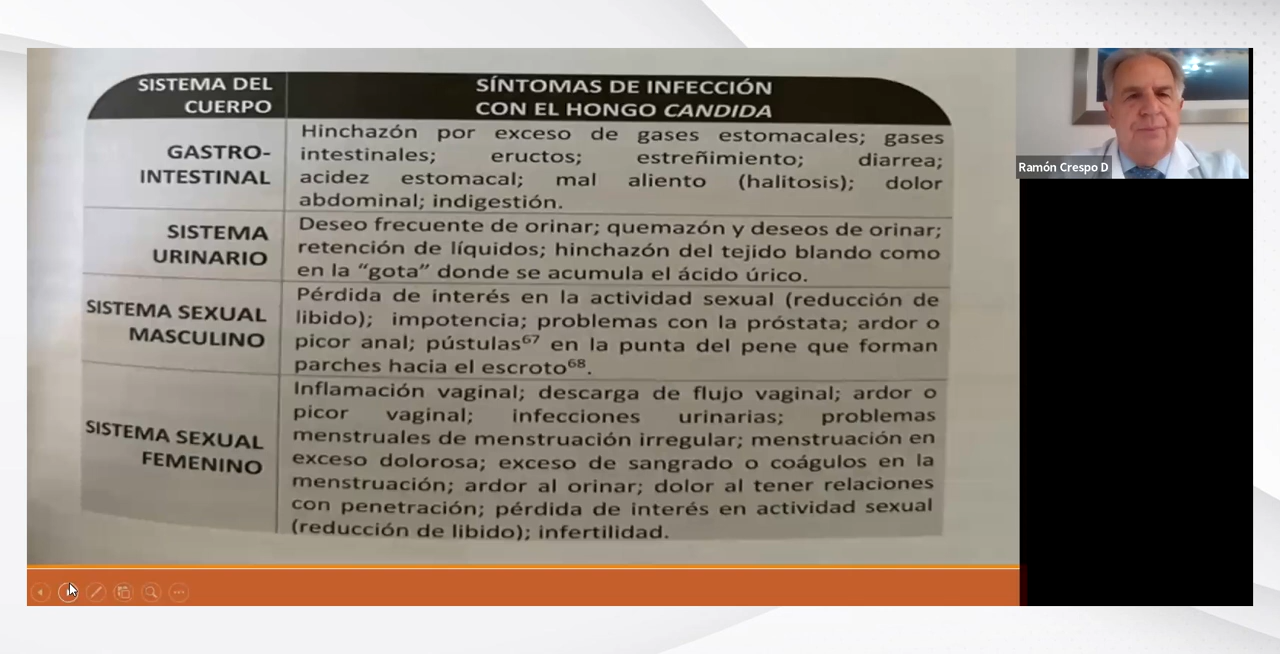 SISTEMA DEL
CUERPO
SÍNTOMAS DE INFECCIÓN
CON EL HONGO CANDIDA
GASTRO-
INTESTINAL
Hinchazón por exceso de gases estomacales; gases
intestinales; eructos; estreñimiento; diarrea;
acidez estomacal; mal aliento (halitosis); dolor
abdominal; indigestión.
SISTEMA
URINARIO
Deseo frecuente de orinar; quemazón y deseos de orinar;
retención de líquidos; hinchazón del tejido blando como
en la “gota” donde se acumula el ácido úrico.
SISTEMA SEXUAL
MASCULINO
Pérdida de interés en la actividad sexual (reducción de
libido); impotencia; problemas con la próstata; ardor o
picor anal; pústulas⁶⁷ en la punta del pene que forman
parches hacia el escroto⁶⁸.
SISTEMA SEXUAL
FEMENINO
Inflamación vaginal; descarga de flujo vaginal; ardor o
picor vaginal; infecciones urinarias; problemas
menstruales de menstruación irregular; menstruación en
exceso dolorosa; exceso de sangrado o coágulos en la
menstruación; ardor al orinar; dolor al tener relaciones
con penetración; pérdida de interés en actividad sexual
(reducción de libido); infertilidad.
Ramón Crespo D